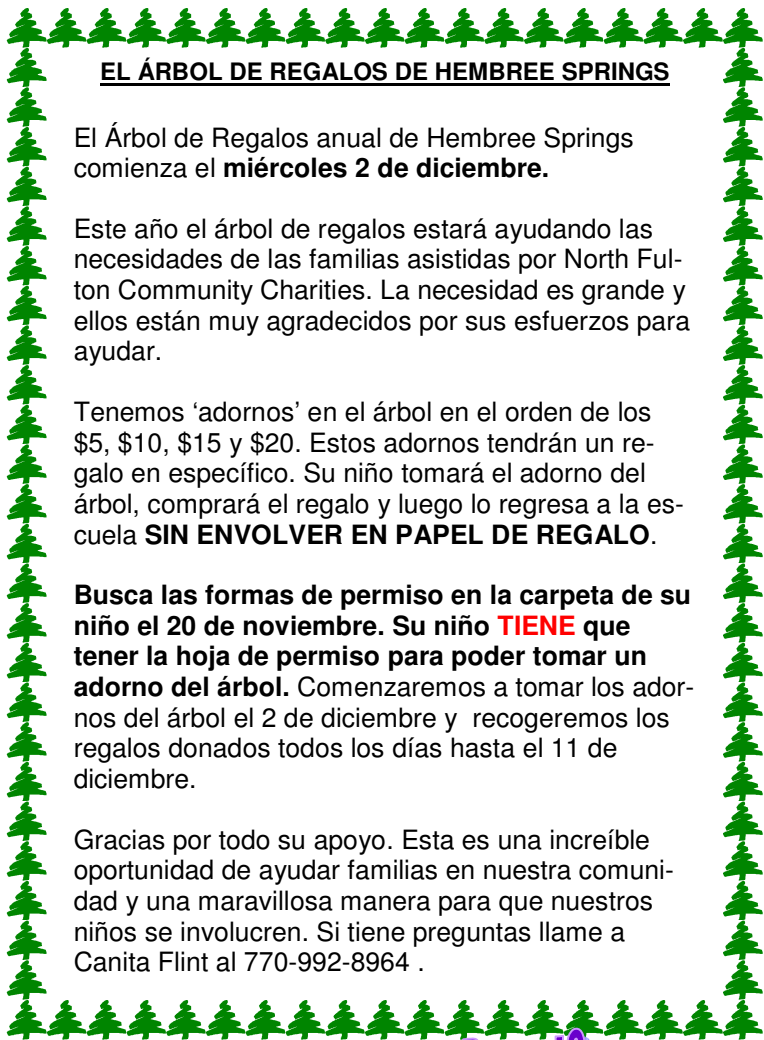 EL ÁRBOL DE REGALOS DE HEMBREE SPRINGS
El Árbol de Regalos anual de Hembree Springs
comienza el miércoles 2 de diciembre.
Este año el árbol de regalos estará ayudando las
necesidades de las familias asistidas por North Ful-
ton Community Charities. La necesidad es grande y
ellos están muy agradecidos por sus esfuerzos para
ayudar.
Tenemos ‘adornos’ en el árbol en el orden de los
$5, $10, $15 y $20. Estos adornos tendrán un re-
galo en específico. Su niño tomará el adorno del
árbol, comprará el regalo y luego lo regresa a la es-
cuela SIN ENVOLVER EN PAPEL DE REGALO.
Busca las formas de permiso en la carpeta de su
niño el 20 de noviembre. Su niño TIENE que
tener la hoja de permiso para poder tomar un
adorno del árbol. Comenzaremos a tomar los ador-
nos del árbol el 2 de diciembre y  recogeremos los
regalos donados todos los días hasta el 11 de
diciembre.
Gracias por todo su apoyo. Esta es una increíble
oportunidad de ayudar familias en nuestra comuni-
dad y una maravillosa manera para que nuestros
niños se involucren. Si tiene preguntas llame a
Canita Flint al 770-992-8964 .